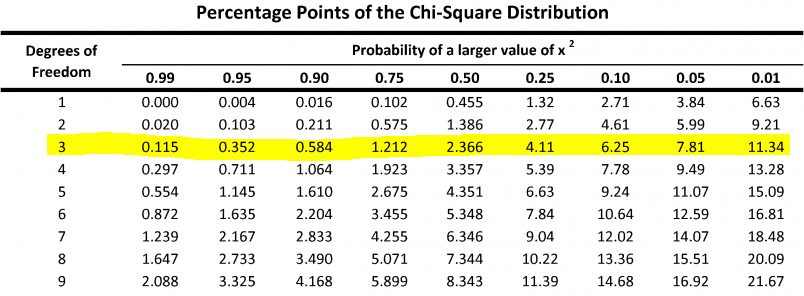 Percentage Points of the Chi-Square Distribution
Degrees of Freedom Probability of a larger value of x 2
0.99 0.95 0.90 0.75 0.50 0.25 0.10 0.05 0.01
1 0.000 0.004 0.016 0.102 0.455 1.32 2.71 3.84 6.63
2 0.020 0.103 0.211 0.575 1.386 2.77 4.61 5.99 9.21
3 0.115 0.352 0.584 1.212 2.366 4.11 6.25 7.81 11.34
4 0.297 0.711 1.064 1.923 3.357 5.39 7.78 9.49 13.28
5 0.554 1.145 1.610 2.675 4.351 6.63 9.24 11.07 15.09
6 0.872 1.635 2.204 3.455 5.348 7.84 10.64 12.59 16.81
7 1.239 2.167 2.833 4.255 6.346 9.04 12.02 14.07 18.48
8 1.647 2.733 3.490 5.071 7.344 10.22 13.36 15.51 20.09
9 2.088 3.325 4.168 5.899 8.343 11.39 14.68 16.92 21.67